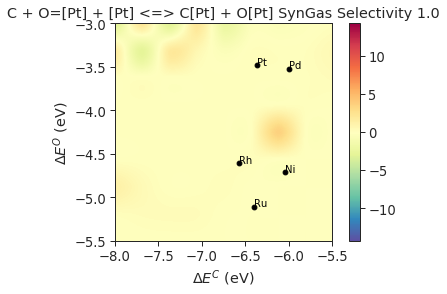 C + O=[Pt] + [Pt] <=> C[Pt] + O[Pt] SynGas Selectivity 1.0
−3.0
−3.5
−4.0
−4.5
−5.0
−5.5
ΔE^O (eV)
Pt
Pd
Rh
Ni
Ru
−8.0 −7.5 −7.0 −6.5 −6.0 −5.5
ΔE^C (eV)
10
5
0
−5
−10